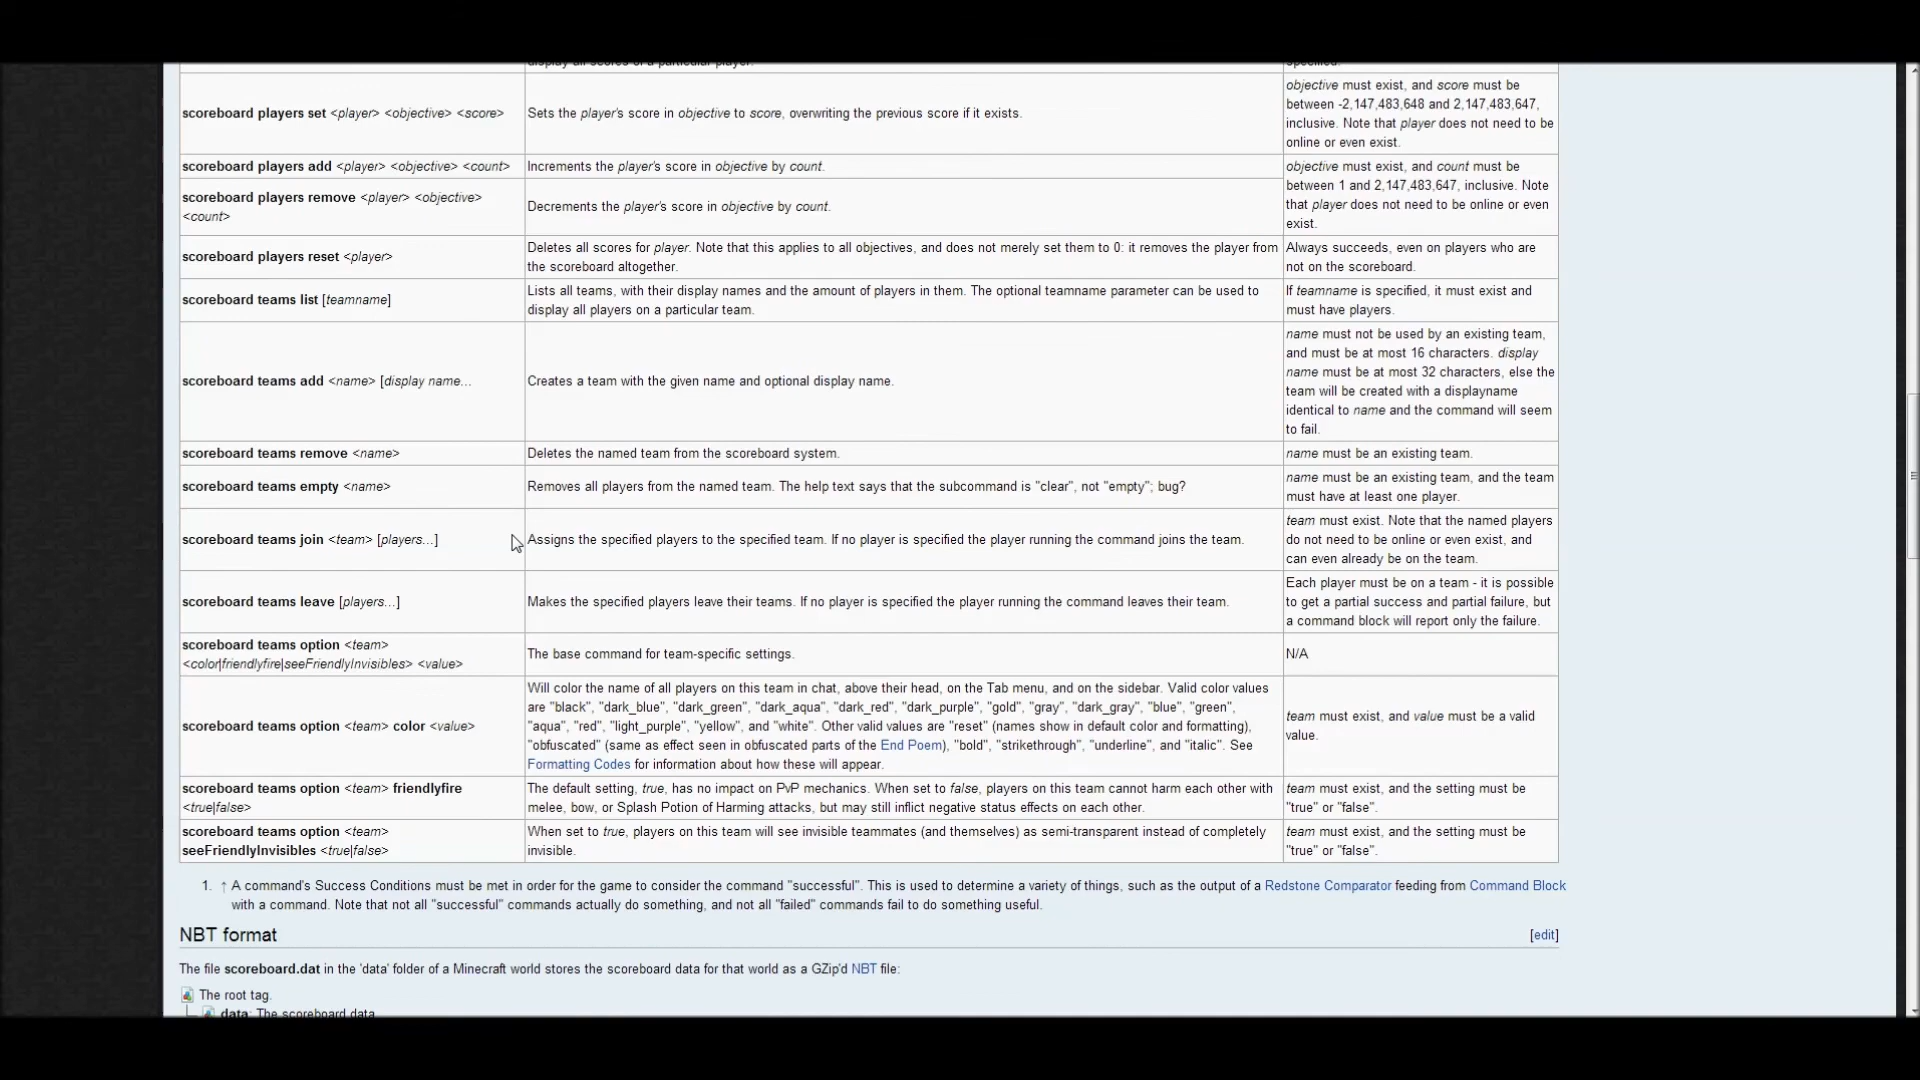 display all scores of a particular player.
specified.
scoreboard players set <player> <objective> <score>
Sets the player's score in objective to score, overwriting the previous score if it exists.
objective must exist, and score must be
between -2,147,483,648 and 2,147,483,647,
inclusive. Note that player does not need to be
online or even exist.
scoreboard players add <player> <objective> <count>
Increments the player's score in objective by count.
objective must exist, and count must be
between 1 and 2,147,483,647, inclusive. Note
that player does not need to be online or even
exist.
scoreboard players remove <player> <objective>
<count>
Decrements the player's score in objective by count.
scoreboard players reset <player>
Deletes all scores for player. Note that this applies to all objectives, and does not merely set them to 0: it removes the player from
the scoreboard altogether.
Always succeeds, even on players who are
not on the scoreboard.
scoreboard teams list [teamname]
Lists all teams, with their display names and the amount of players in them. The optional teamname parameter can be used to
display all players on a particular team.
If teamname is specified, it must exist and
must have players.
scoreboard teams add <name> [display name...
Creates a team with the given name and optional display name.
name must not be used by an existing team,
and must be at most 16 characters. display
name must be at most 32 characters, else the
team will be created with a displayname
identical to name and the command will seem
to fail.
scoreboard teams remove <name>
Deletes the named team from the scoreboard system.
name must be an existing team.
scoreboard teams empty <name>
Removes all players from the named team. The help text says that the subcommand is "clear", not "empty"; bug?
name must be an existing team, and the team
must have at least one player.
scoreboard teams join <team> [players...]
Assigns the specified players to the specified team. If no player is specified the player running the command joins the team.
team must exist. Note that the named players
do not need to be online or even exist, and
can even already be on the team.
scoreboard teams leave [players...]
Makes the specified players leave their teams. If no player is specified the player running the command leaves their team.
Each player must be on a team - it is possible
to get a partial success and partial failure, but
a command block will report only the failure.
scoreboard teams option <team>
<color|friendlyfire|seeFriendlyInvisibles> <value>
The base command for team-specific settings.
N/A
scoreboard teams option <team> color <value>
Will color the name of all players on this team in chat, above their head, on the Tab menu, and on the sidebar. Valid color values
are "black", "dark_blue", "dark_green", "dark_aqua", "dark_red", "dark_purple", "gold", "gray", "dark_gray", "blue", "green",
"aqua", "red", "light_purple", "yellow", and "white". Other valid values are "reset" (names show in default color and formatting),
"obfuscated" (same as effect seen in obfuscated parts of the End Poem), "bold", "strikethrough", "underline", and "italic". See
Formatting Codes for information about how these will appear.
team must exist, and value must be a valid
value.
scoreboard teams option <team> friendlyfire
<true|false>
The default setting, true, has no impact on PvP mechanics. When set to false, players on this team cannot harm each other with
melee, bow, or Splash Potion of Harming attacks, but may still inflict negative status effects on each other.
team must exist, and the setting must be
"true" or "false".
scoreboard teams option <team>
seeFriendlyInvisibles <true|false>
When set to true, players on this team will see invisible teammates (and themselves) as semi-transparent instead of completely
invisible.
team must exist, and the setting must be
"true" or "false".
1. ↑ A command's Success Conditions must be met in order for the game to consider the command "successful". This is used to determine a variety of things, such as the output of a Redstone Comparator feeding from Command Block
with a command. Note that not all "successful" commands actually do something, and not all "failed" commands fail to do something useful.
NBT format
[edit]
The file scoreboard.dat in the 'data' folder of a Minecraft world stores the scoreboard data for that world as a GZip'd NBT file:
The root tag.
data: The scoreboard data.